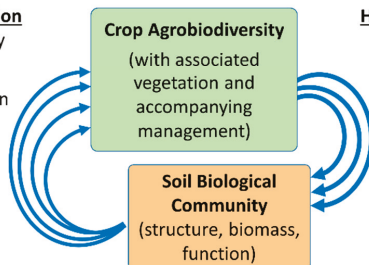 on
y
n
H
Crop Agrobiodiversity
(with associated
vegetation and
accompanying
management)
Soil Biological
Community
(structure, biomass,
function)